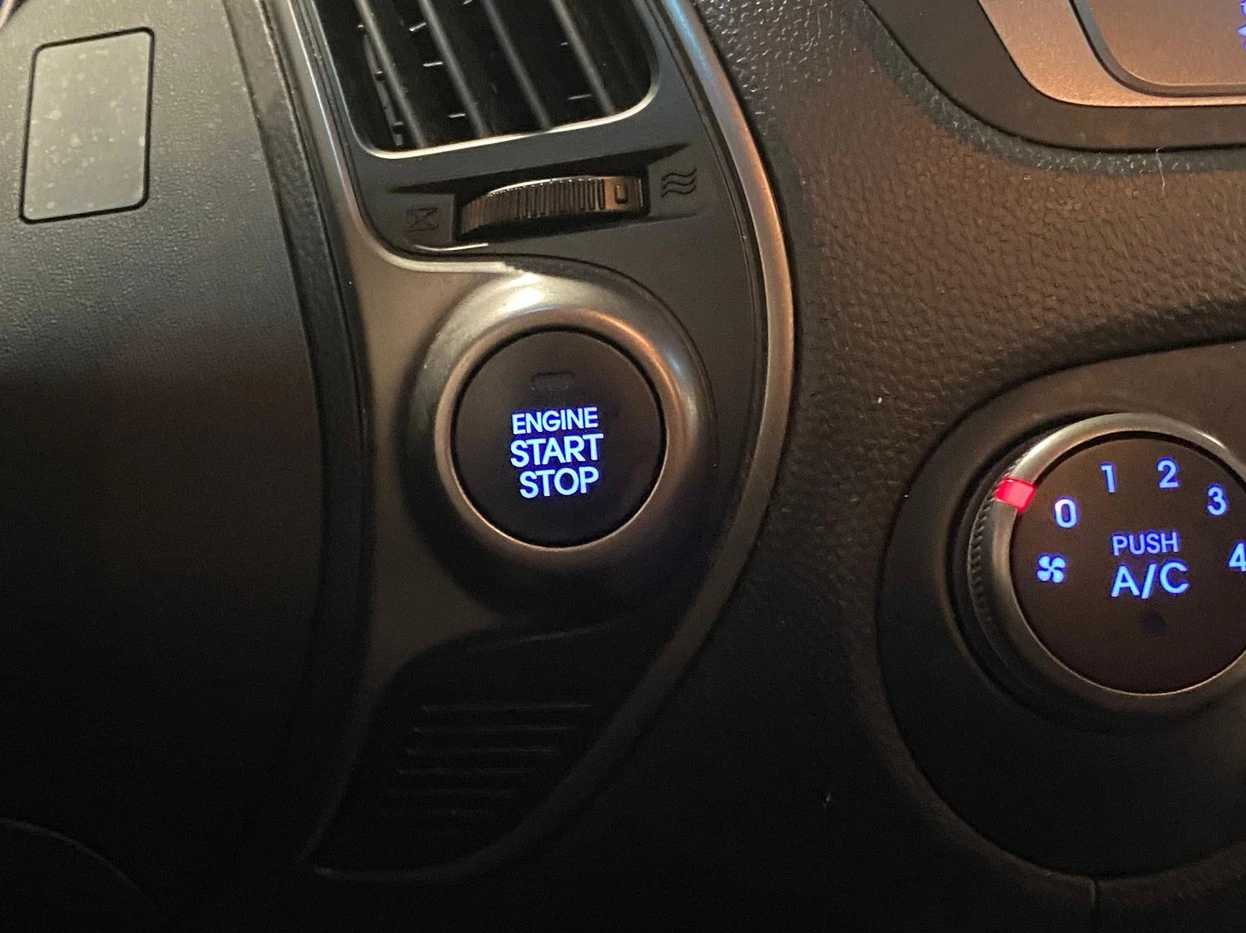 ENGINE
START
STOP
0 1 2 3 4
PUSH
A/C